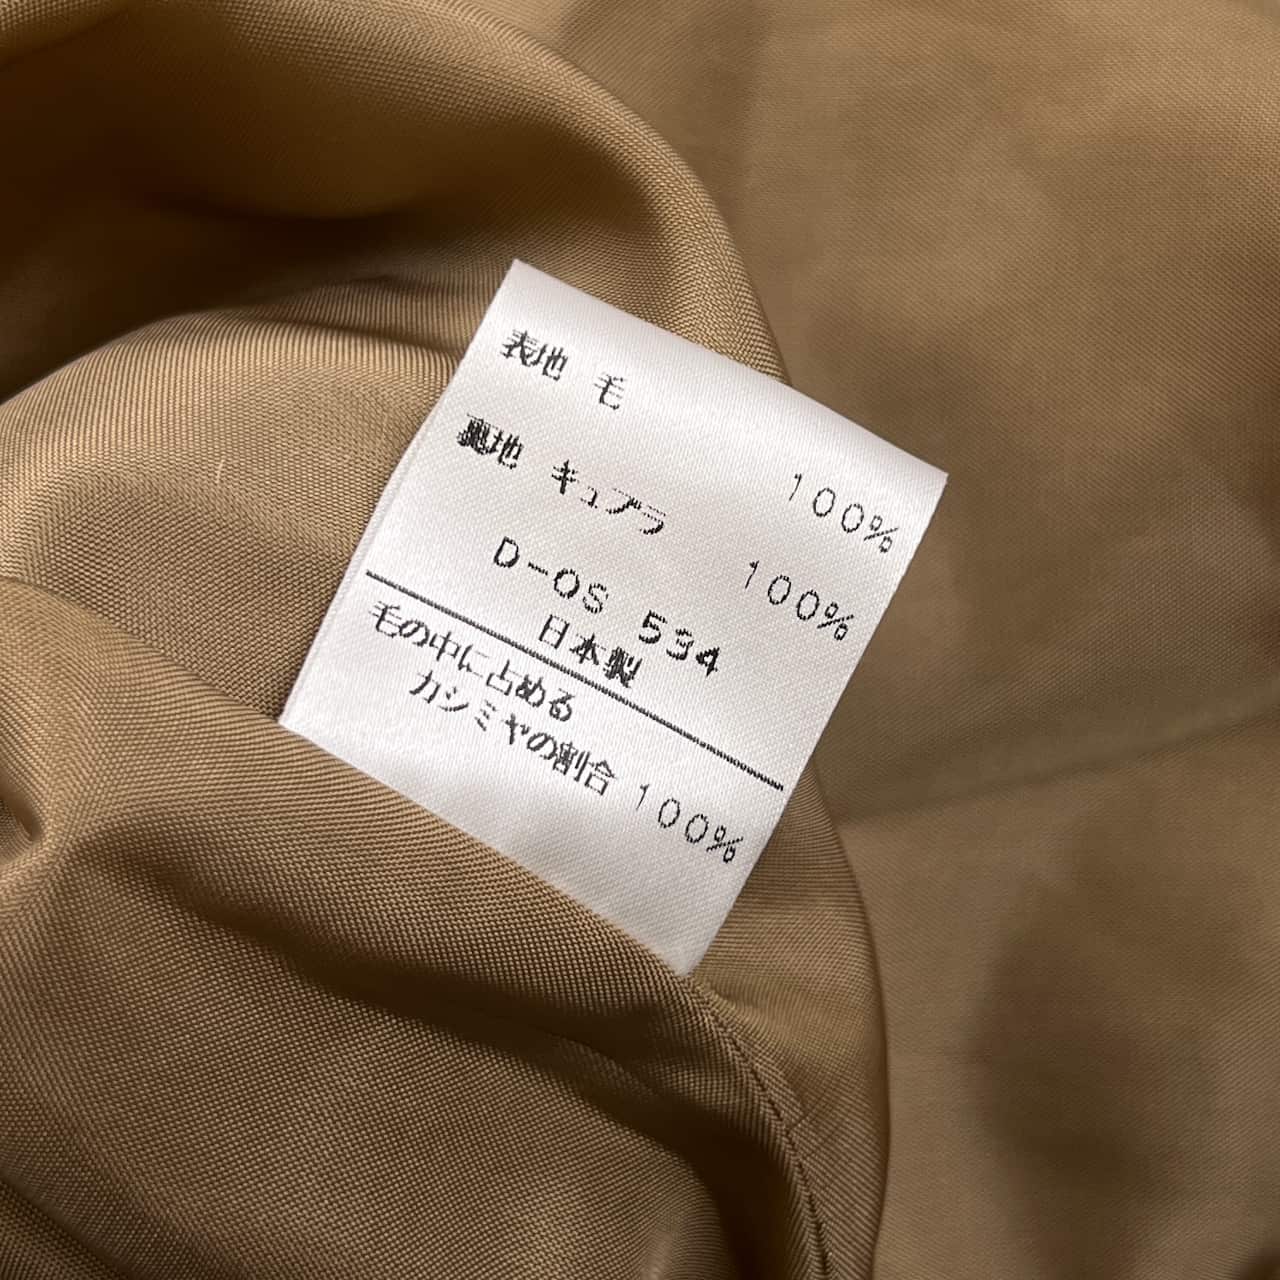 表地 毛 100%
裏地 キュプラ 100%
D-OS 534
日本製
毛の中に占める
カシミヤの割合 100%